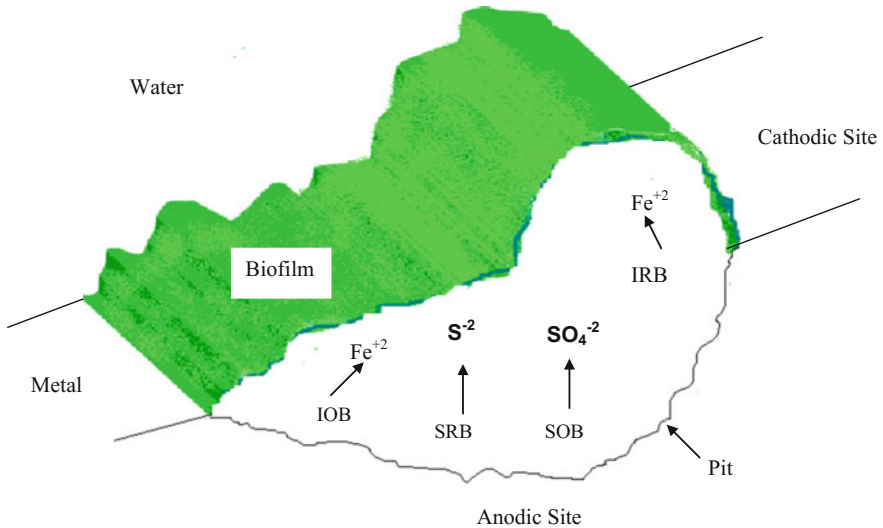 Water
Cathodic Site
Fe+2
IRB
Biofilm
S-2
SO4-2
Fe+2
Metal
IOB
SRB
SOB
Pit
Anodic Site